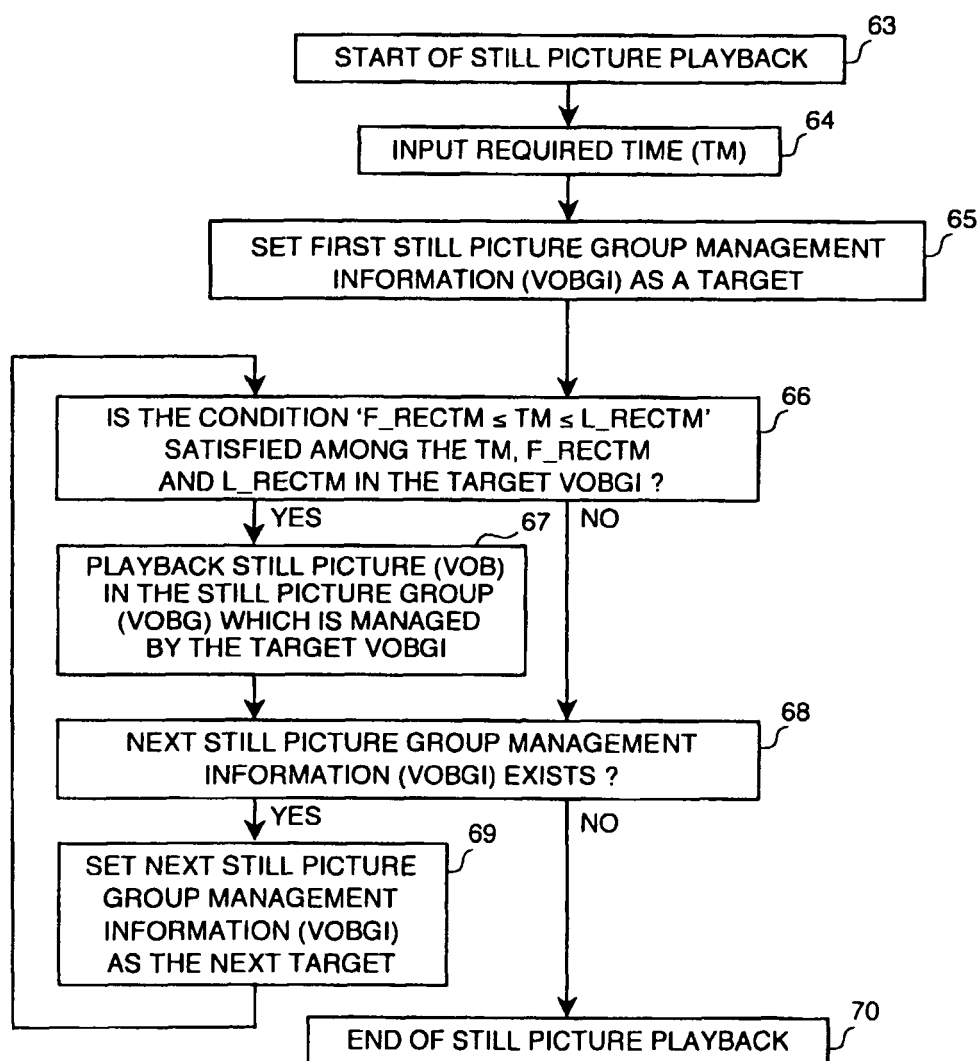 63
START OF STILL PICTURE PLAYBACK
64
INPUT REQUIRED TIME (TM)
65
SET FIRST STILL PICTURE GROUP MANAGEMENT
INFORMATION (VOBGI) AS A TARGET
66
IS THE CONDITION 'F_RECTM ≤ TM ≤ L_RECTM'
SATISFIED AMONG THE TM, F_RECTM
AND L_RECTM IN THE TARGET VOBGI ?
YES
67
NO
PLAYBACK STILL PICTURE (VOB)
IN THE STILL PICTURE GROUP
(VOBG) WHICH IS MANAGED
BY THE TARGET VOBGI
68
NEXT STILL PICTURE GROUP MANAGEMENT
INFORMATION (VOBGI) EXISTS ?
YES
NO
69
SET NEXT STILL PICTURE
GROUP MANAGEMENT
INFORMATION (VOBGI)
AS THE NEXT TARGET
70
END OF STILL PICTURE PLAYBACK